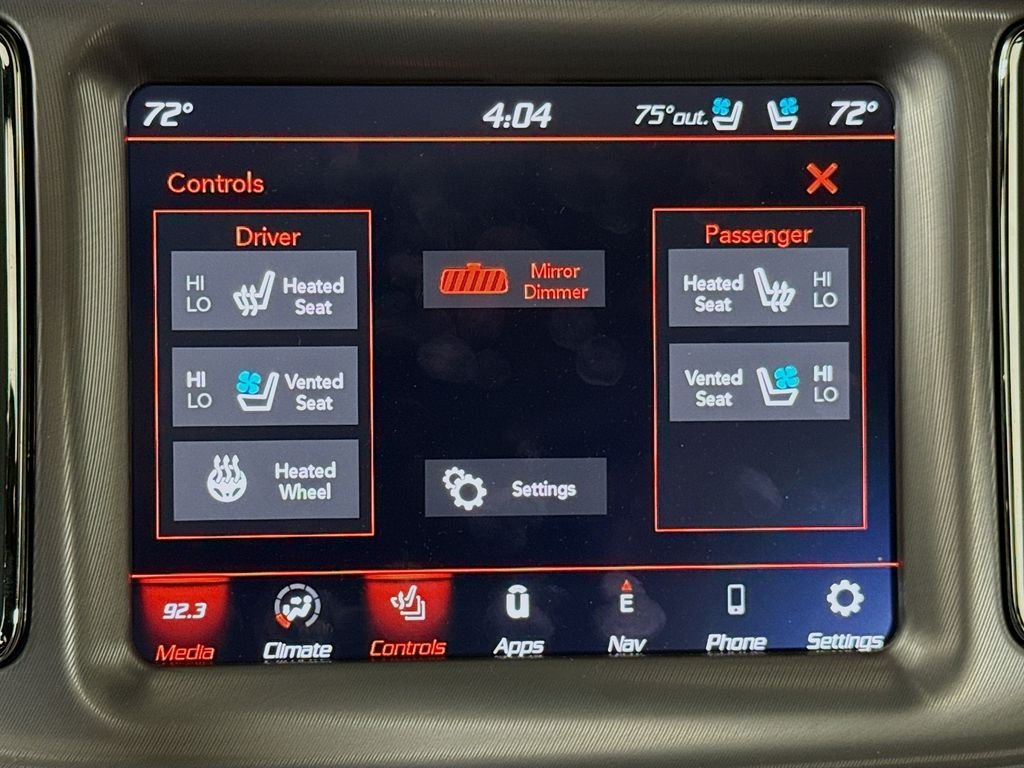 72° 4:04 75°out. 72°
Controls
Driver
HI
LO
Heated
Seat
HI
LO
Vented
Seat
Heated
Wheel
Mirror
Dimmer
Settings
Passenger
Heated
Seat
HI
LO
Vented
Seat
HI
LO
92.3
Media
Climate
Controls
Apps
E
Nav
Phone
Settings